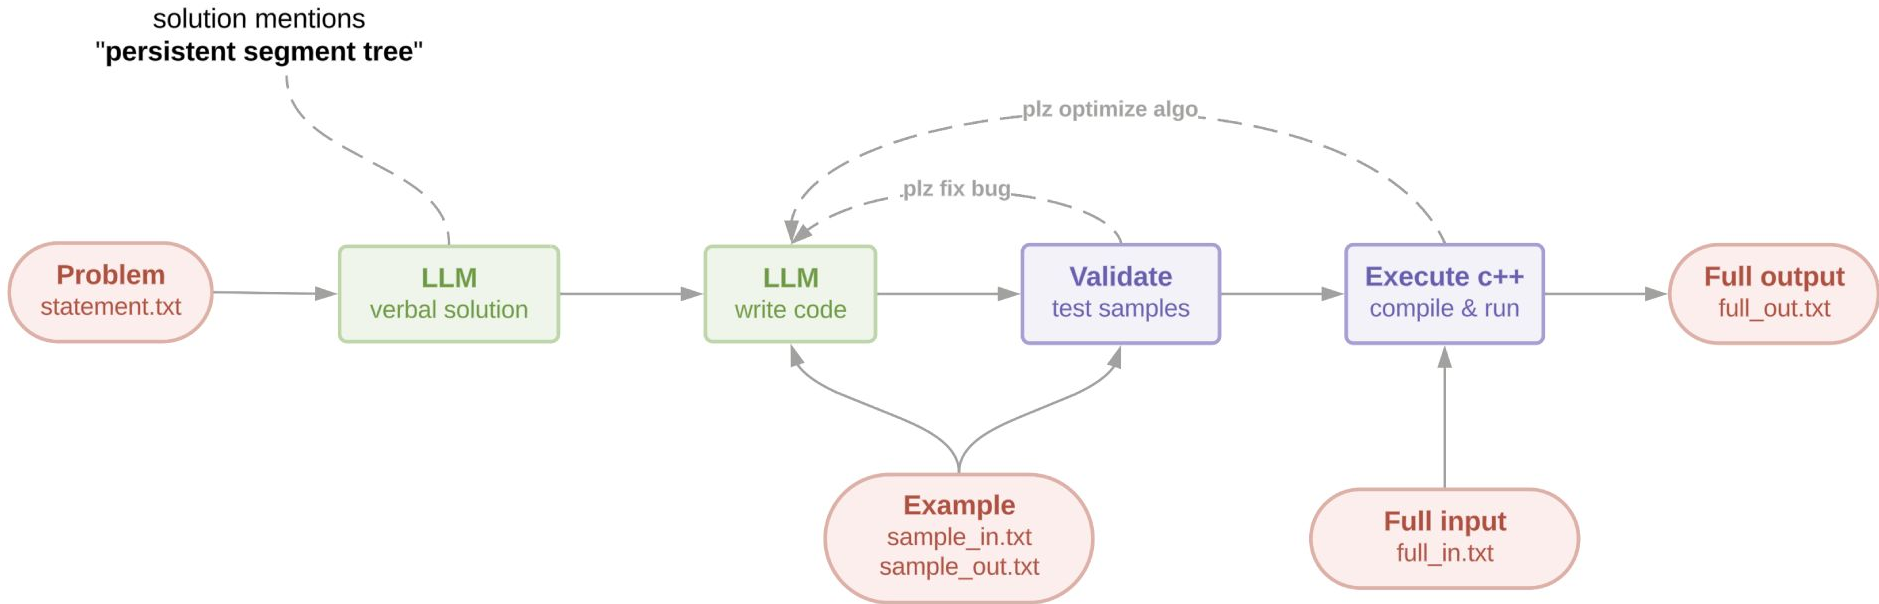 solution mentions
"persistent segment tree"
plz optimize algo
plz fix bug
Problem
statement.txt
LLM
verbal solution
LLM
write code
Validate
test samples
Execute c++
compile & run
Full output
full_out.txt
Example
sample_in.txt
sample_out.txt
Full input
full_in.txt